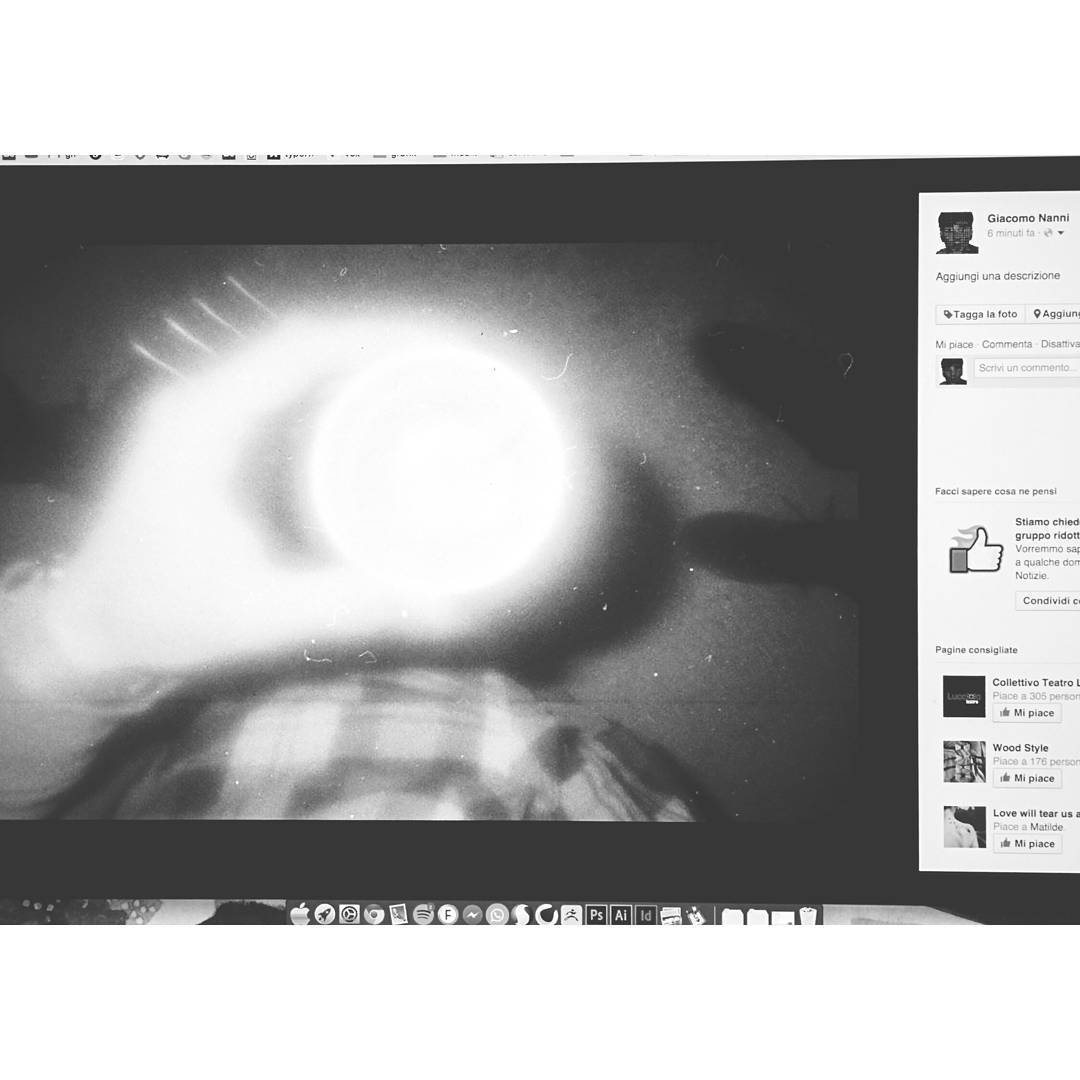 Giacomo Nanni
6 minuti fa
Aggiungi una descrizione
Tagga la foto
Mi piace · Commenta · Disattiva
Scrivi un commento...
Facci sapere cosa ne pensi
Stiamo chied
gruppo ridott
Vorremmo sap
a qualche dom
Notizie.
Condividi
Pagine consigliate
Collettivo Teatro L
Piace a 305 person
Mi piace
Wood Style
Piace a 176 person
Mi piace
Love will tear us a
Piace a Matilde.
Mi piace
F Ps Ai Id